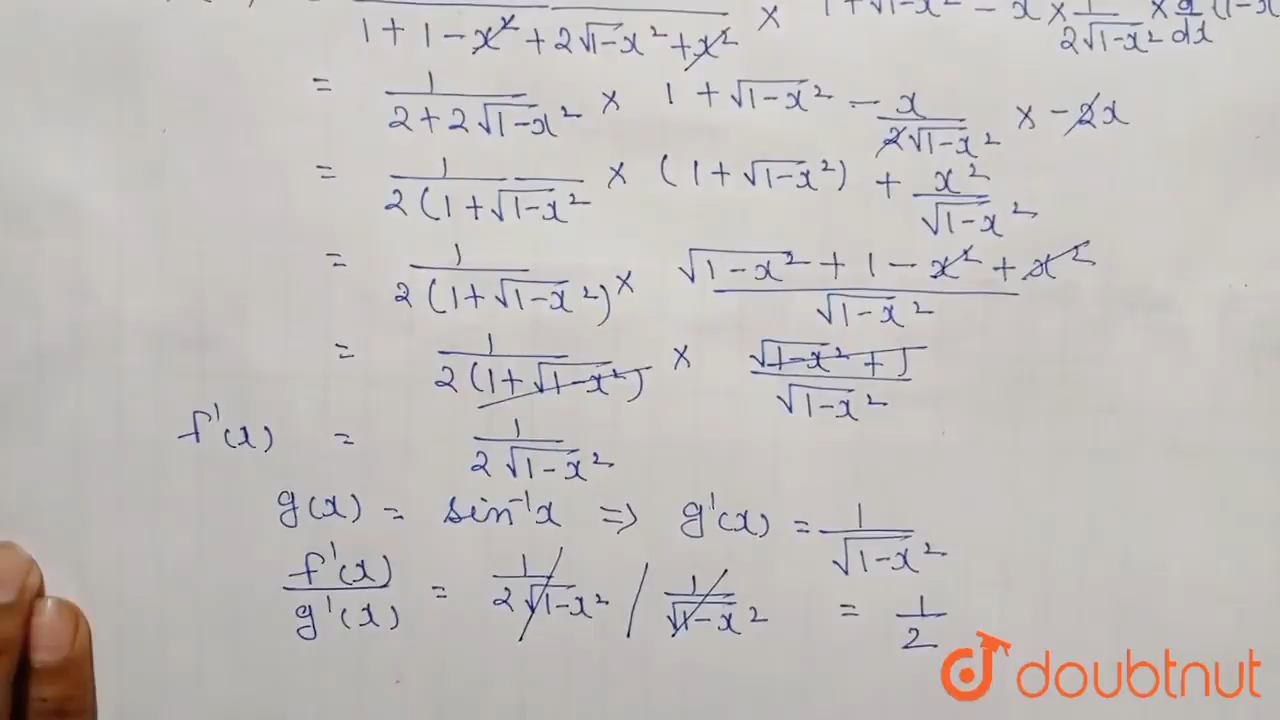 1 + 1 - x² + 2√1-x² + x² × 1 + √1-x² - x × 1/2√1-x² × d/dx (1-x
= 1/2+2√1-x² × 1 + √1-x² - x/2√1-x² × -2x
= 1/2(1+√1-x² × (1+√1-x²) + x²/√1-x²
= 1/2(1+√1-x²) × √1-x² + 1 - x² + x²/√1-x²
= 1/2(1+√1-x²) × √1-x² + 1/√1-x²
f'(x) = 1/2√1-x²
g(x) = sin⁻¹x ⇒ g'(x) = 1/√1-x²
f'(x)/g'(x) = 1/2√1-x² / 1/√1-x² = 1/2
doubtnut